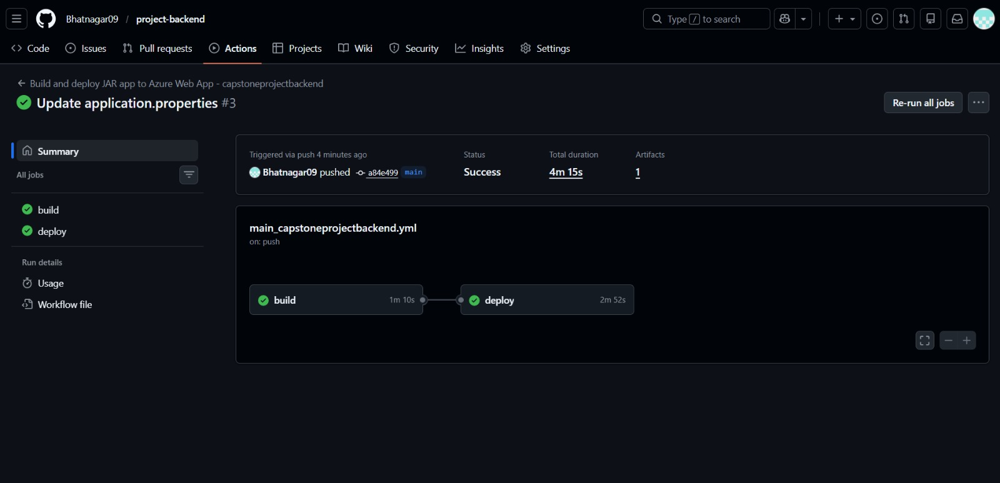 Bhatnagar09 / project-backend
Type / to search
Code Issues Pull requests Actions Projects Wiki Security Insights Settings
Build and deploy JAR app to Azure Web App - capstoneprojectbackend
Update application.properties #3
Re-run all jobs
Summary
All jobs
build
deploy
Run details
Usage
Workflow file
Triggered via push 4 minutes ago
Bhatnagar09 pushed a84e499 main
Status
Success
Total duration
4m 15s
Artifacts
1
main_capstoneprojectbackend.yml
on: push
build 1m 10s
deploy 2m 52s